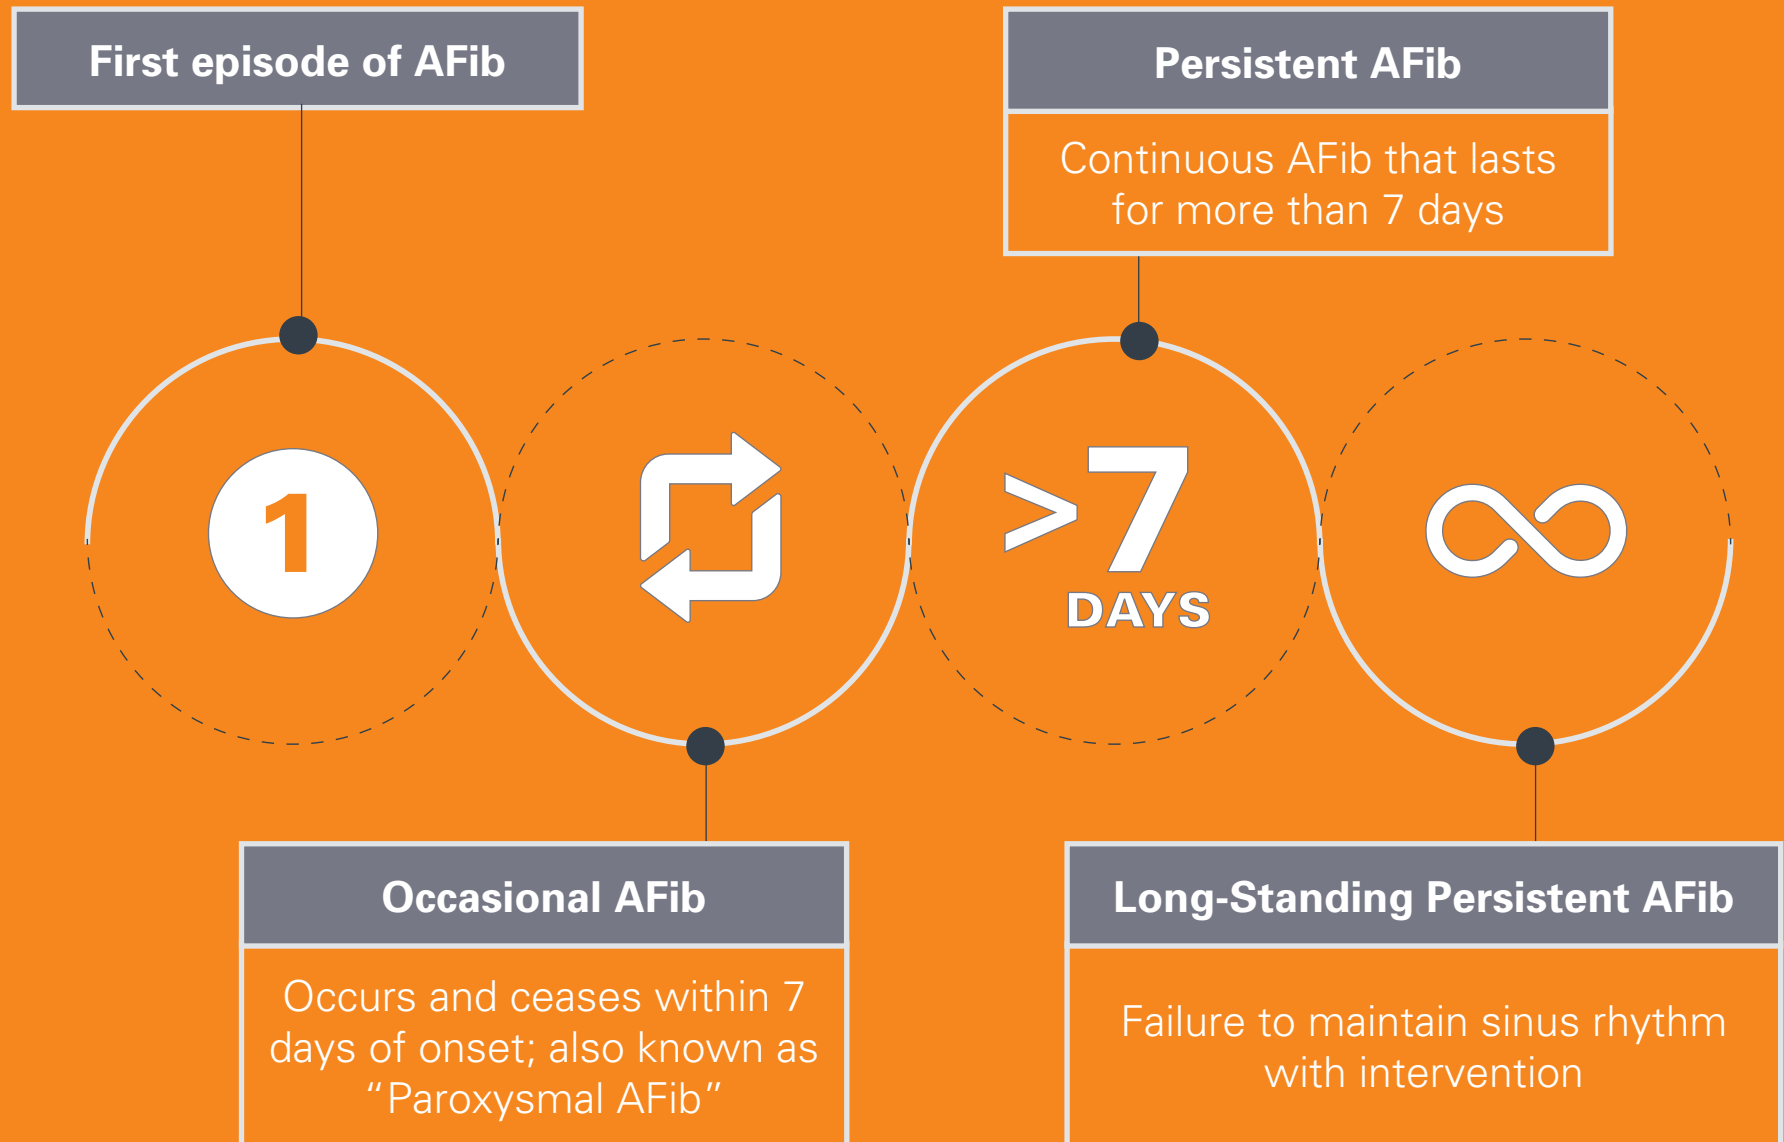 First episode of AFib
1
Occasional AFib
Occurs and ceases within 7
days of onset; also known as
“Paroxysmal AFib”
Persistent AFib
Continuous AFib that lasts
for more than 7 days
>7
DAYS
Long-Standing Persistent AFib
Failure to maintain sinus rhythm
with intervention